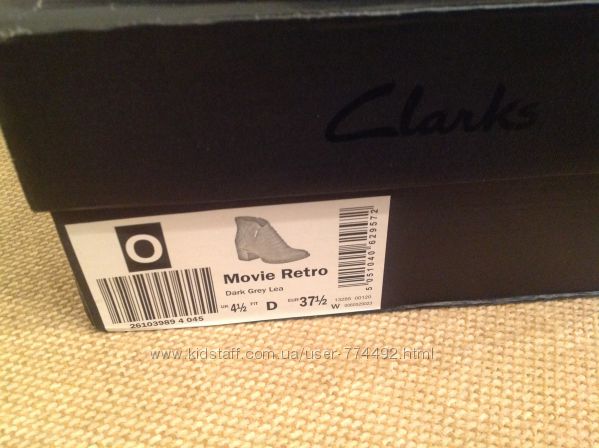 Clarks
O
Movie Retro
Dark Grey Lea
UK 4½ FIT D EUR 37½ W
26103989 4 045
5 051040 629572
www.kidstaff.com.ua/user-774492.html